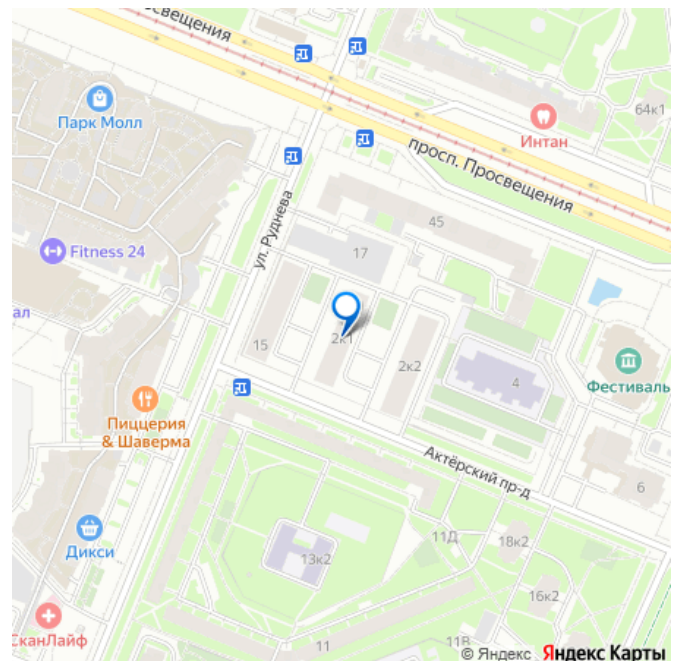 освещения
Парк Молл
Интан
64к1
просп. Просвещения
ул. Руднева
45
17
Fitness 24
ал
15
2к1
2к2
4
Фестиваль
Пиццерия
& Шаверма
Актёрский пр-д
6
Дикси
13к2
11Д
18к2
16к2
СканЛайф
11
11В
© Яндекс Яндекс Карты